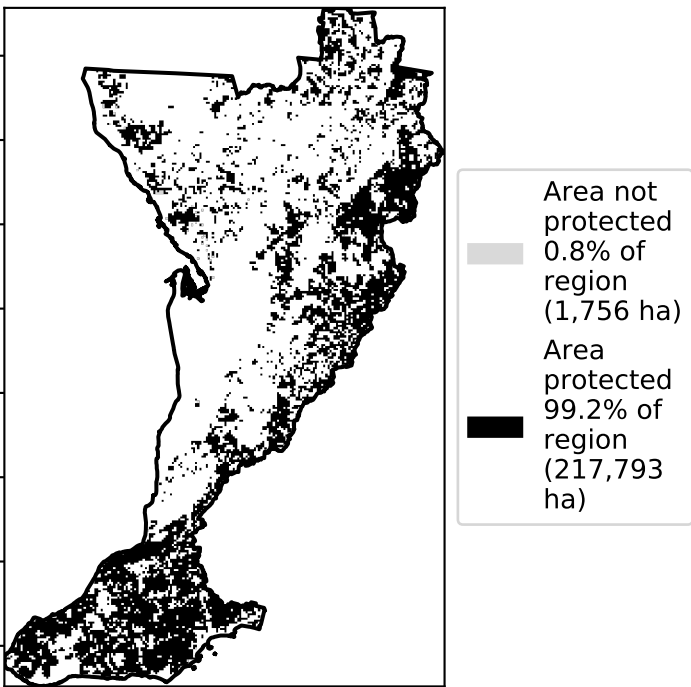 Area not
protected
0.8% of
region
(1,756 ha)
Area
protected
99.2% of
region
(217,793
ha)